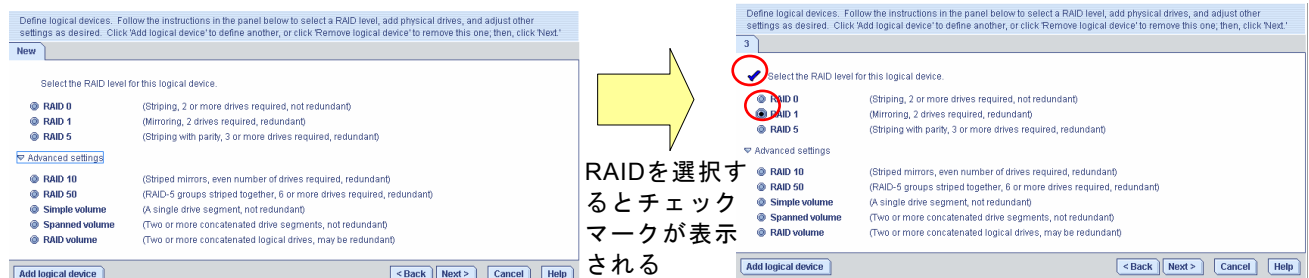 Define logical devices. Follow the instructions in the panel below to select a RAID level, add physical drives, and adjust other
settings as desired. Click 'Add logical device' to define another, or click 'Remove logical device' to remove this one; then, click 'Next.'
New
Select the RAID level for this logical device.
RAID 0 (Striping, 2 or more drives required, not redundant)
RAID 1 (Mirroring, 2 drives required, redundant)
RAID 5 (Striping with parity, 3 or more drives required, redundant)
Advanced settings
RAID 10 (Striped mirrors, even number of drives required, redundant)
RAID 50 (RAID-5 groups striped together, 6 or more drives required, redundant)
Simple volume (A single drive segment, not redundant)
Spanned volume (Two or more concatenated drive segments, not redundant)
RAID volume (Two or more concatenated logical drives, may be redundant)
Add logical device < Back Next > Cancel Help
RAIDを選択す
るとチェック
マークが表示
される
Define logical devices. Follow the instructions in the panel below to select a RAID level, add physical drives, and adjust other
settings as desired. Click 'Add logical device' to define another, or click 'Remove logical device' to remove this one; then, click 'Next.'
3
Select the RAID level for this logical device.
RAID 0 (Striping, 2 or more drives required, not redundant)
RAID 1 (Mirroring, 2 drives required, redundant)
RAID 5 (Striping with parity, 3 or more drives required, redundant)
Advanced settings
RAID 10 (Striped mirrors, even number of drives required, redundant)
RAID 50 (RAID-5 groups striped together, 6 or more drives required, redundant)
Simple volume (A single drive segment, not redundant)
Spanned volume (Two or more concatenated drive segments, not redundant)
RAID volume (Two or more concatenated logical drives, may be redundant)
Add logical device < Back Next > Cancel Help